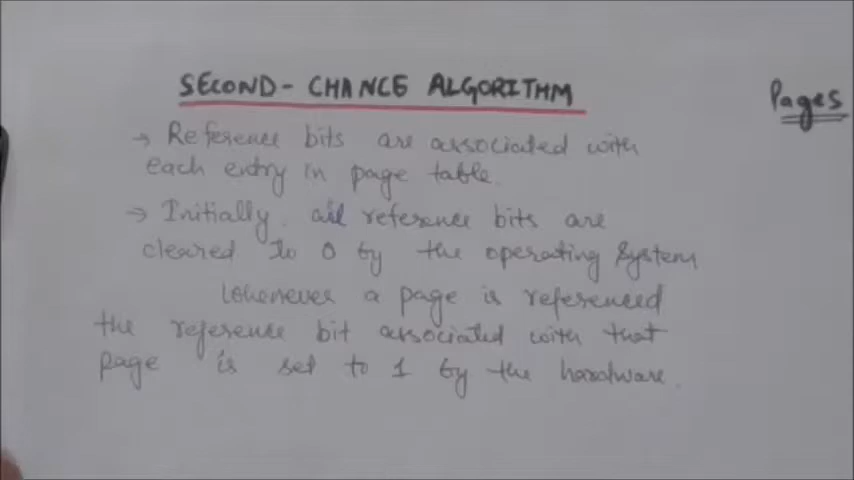 SECOND - CHANCE ALGORITHM
Pages
→ Reference bits are associated with
each entry in page table.
→ Initially, all reference bits are
cleared to 0 by the operating System
Whenever a page is referenced
the reference bit associated with that
page is set to 1 by the hardware.